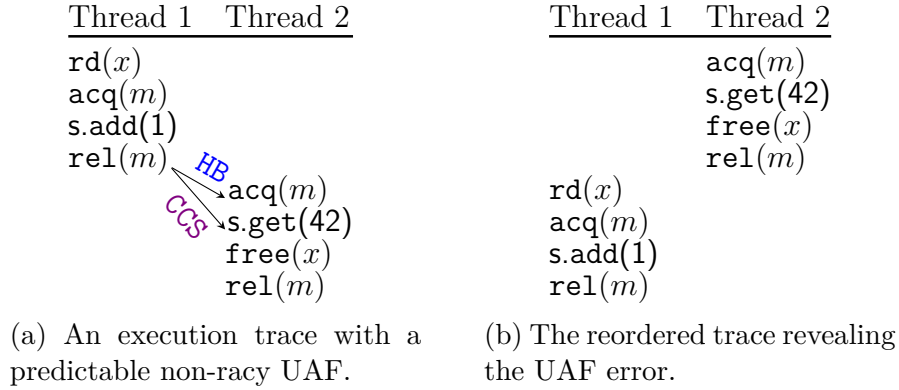 Thread 1 Thread 2
rd(x)
acq(m)
s.add(1)
rel(m)
HB
CCS
acq(m)
s.get(42)
free(x)
rel(m)
(a) An execution trace with a
predictable non-racy UAF.
Thread 1 Thread 2
acq(m)
s.get(42)
free(x)
rel(m)
rd(x)
acq(m)
s.add(1)
rel(m)
(b) The reordered trace revealing
the UAF error.